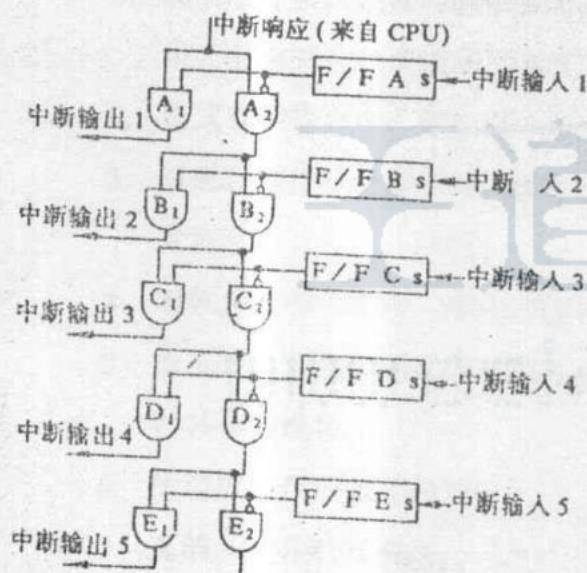 中断响应(来自CPU)
F/F A s 中断输入1
A₁ A₂
中断输出1
F/F B s 中断 入2
B₁ B₂
中断输出2
F/F C s 中断输入3
C₁ C₂
中断输出3
F/F D s 中断输入4
D₁ D₂
中断输出4
F/F E s 中断输入5
E₁ E₂
中断输出5